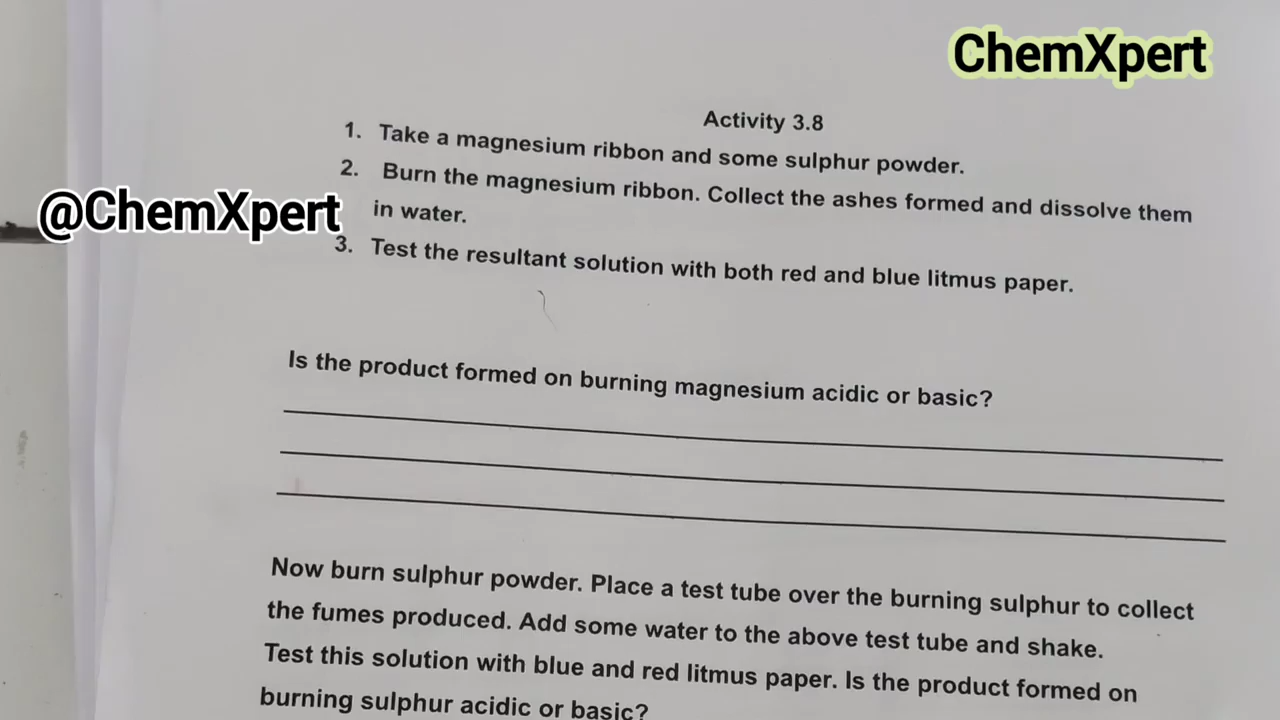 ChemXpert
Activity 3.8
1. Take a magnesium ribbon and some sulphur powder.
2. Burn the magnesium ribbon. Collect the ashes formed and dissolve them
in water.
@ChemXpert
3. Test the resultant solution with both red and blue litmus paper.
Is the product formed on burning magnesium acidic or basic?
Now burn sulphur powder. Place a test tube over the burning sulphur to collect
the fumes produced. Add some water to the above test tube and shake.
Test this solution with blue and red litmus paper. Is the product formed on
burning sulphur acidic or basic?